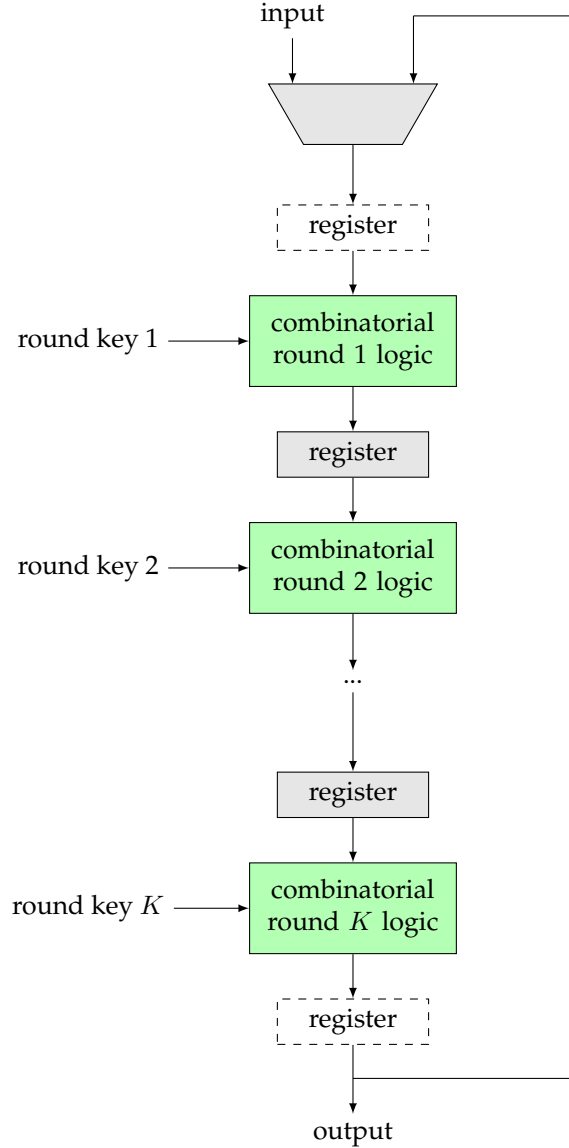 input
register
combinatorial
round 1 logic
round key 1
register
combinatorial
round 2 logic
round key 2
...
register
combinatorial
round K logic
round key K
register
output